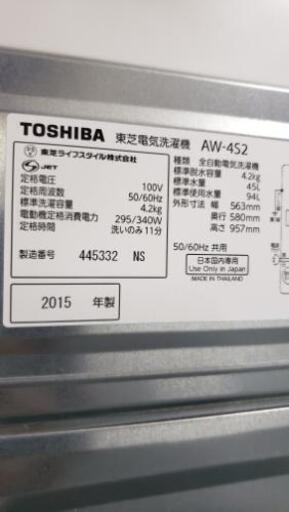 TOSHIBA 東芝電気洗濯機 AW-4S2
東芝ライフスタイル株式会社
JET
定格電圧 100V
定格周波数 50/60Hz
標準洗濯容量 4.2kg
電動機定格消費電力 295/340W
定格時間 洗いのみ11分
製造番号 445332 NS
2015 年製
種類 全自動電気洗濯機
標準脱水容量 4.2kg
標準水量 45L
標準使用水量 94L
外形寸法 幅 563mm
奥行 580mm
高さ 957mm
50/60Hz 共用
日本国内専用
Use Only in Japan
MADE IN THAILAND